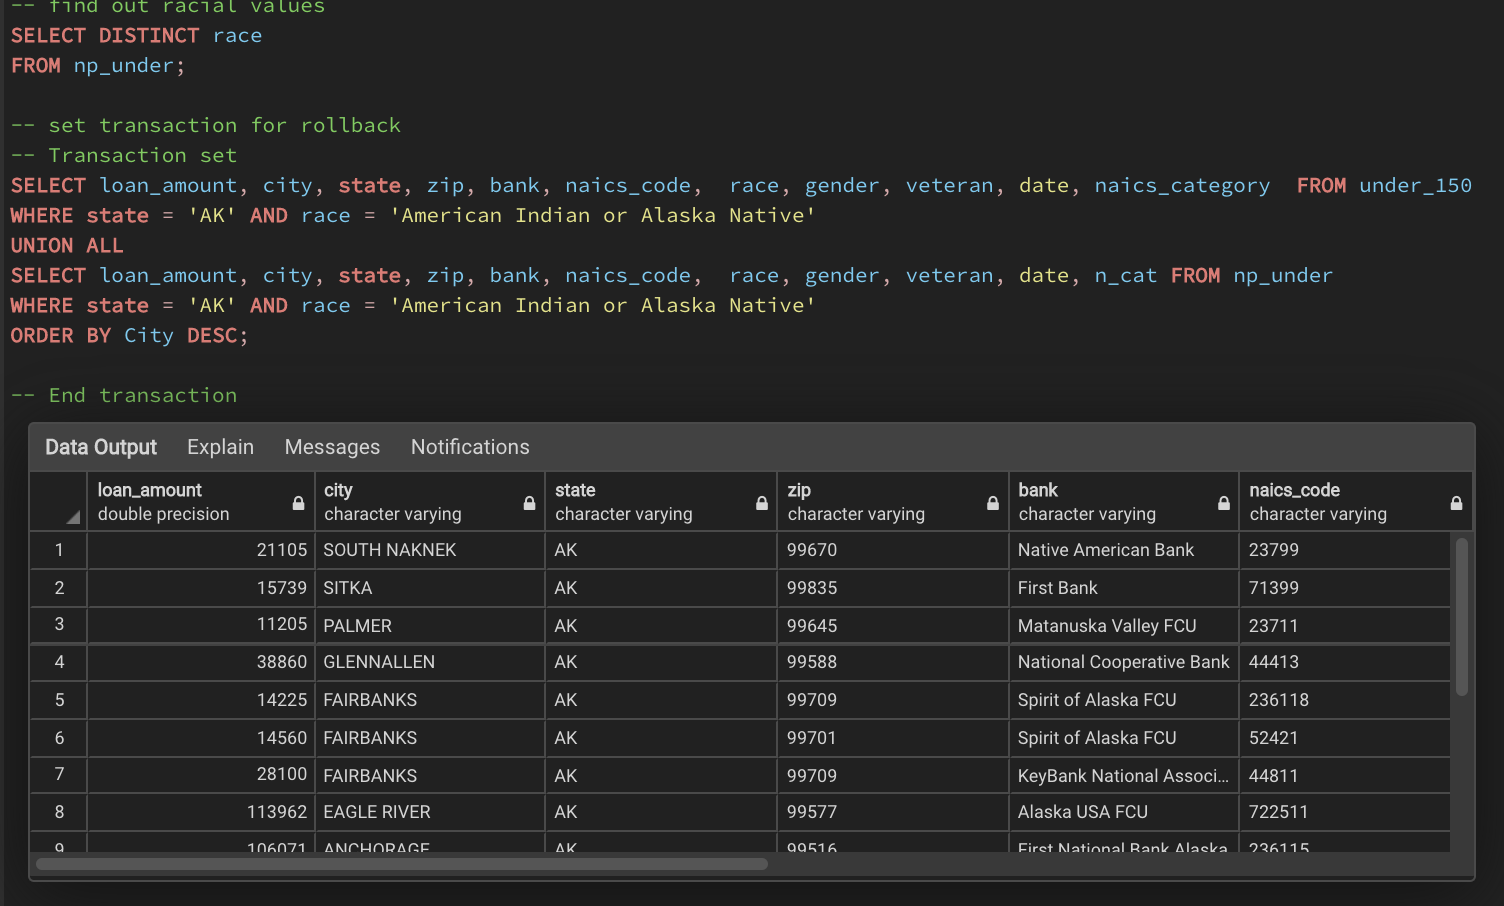 -- find out racial values
SELECT DISTINCT race
FROM np_under;
-- set transaction for rollback
-- Transaction set
SELECT loan_amount, city, state, zip, bank, naics_code,  race, gender, veteran, date, naics_category  FROM under_150
WHERE state = 'AK' AND race = 'American Indian or Alaska Native'
UNION ALL
SELECT loan_amount, city, state, zip, bank, naics_code,  race, gender, veteran, date, n_cat FROM np_under
WHERE state = 'AK' AND race = 'American Indian or Alaska Native'
ORDER BY City DESC;
-- End transaction
Data Output Explain Messages Notifications
loan_amount city state zip bank naics_code
double precision character varying character varying character varying character varying character varying
1 21105 SOUTH NAKNEK AK 99670 Native American Bank 23799
2 15739 SITKA AK 99835 First Bank 71399
3 11205 PALMER AK 99645 Matanuska Valley FCU 23711
4 38860 GLENNALLEN AK 99588 National Cooperative Bank 44413
5 14225 FAIRBANKS AK 99709 Spirit of Alaska FCU 236118
6 14560 FAIRBANKS AK 99701 Spirit of Alaska FCU 52421
7 28100 FAIRBANKS AK 99709 KeyBank National Associ... 44811
8 113962 EAGLE RIVER AK 99577 Alaska USA FCU 722511
9 106071 ANCHORAGE AK 99516 First National Bank Alaska 236115